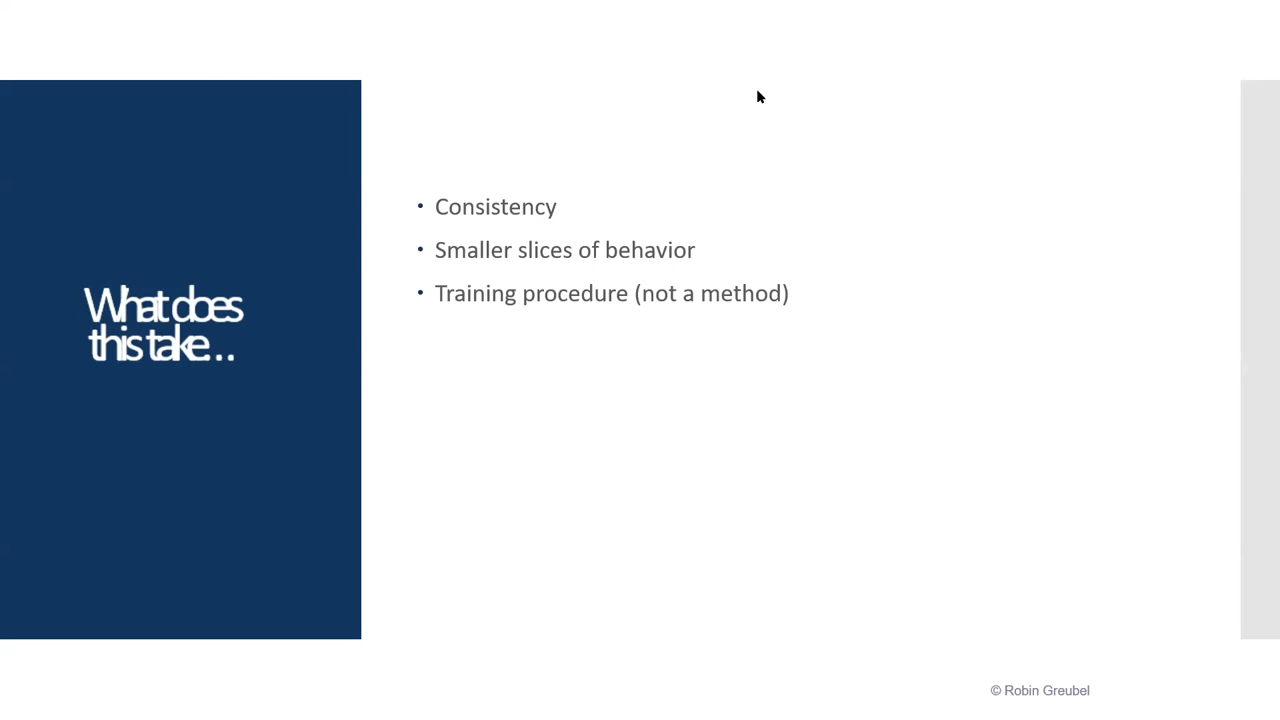 What does
this take...
• Consistency
• Smaller slices of behavior
• Training procedure (not a method)
© Robin Greubel